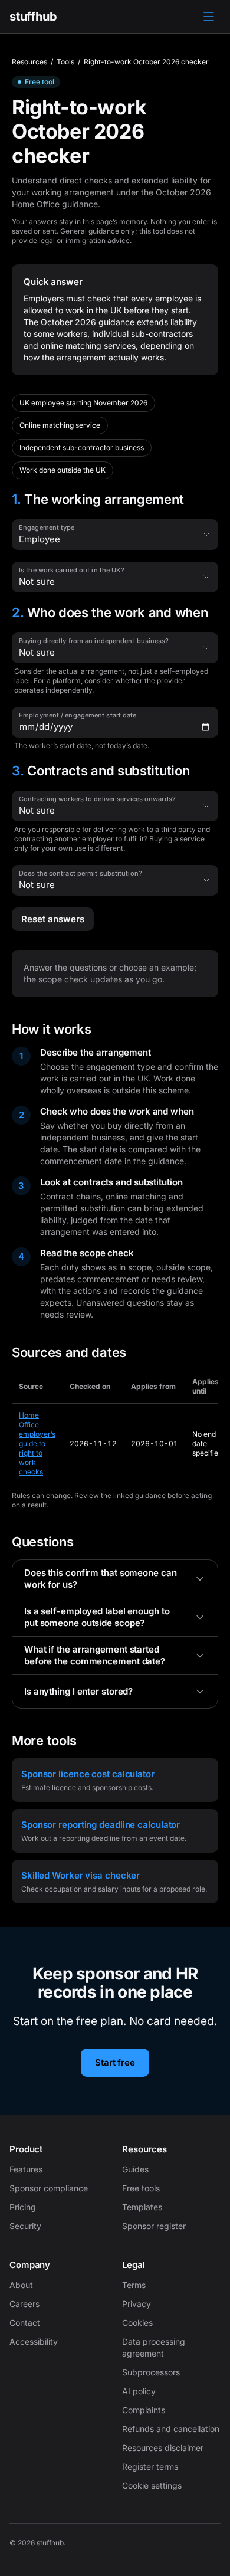 stuffhub
Resources / Tools / Right-to-work October 2026 checker
Free tool
Right-to-work
October 2026
checker
Understand direct checks and extended liability for
your working arrangement under the October 2026
Home Office guidance.
Your answers stay in this page’s memory. Nothing you enter is
saved or sent. General guidance only; this tool does not
provide legal or immigration advice.
Quick answer
Employers must check that every employee is
allowed to work in the UK before they start.
The October 2026 guidance extends liability
to some workers, individual sub-contractors
and online matching services, depending on
how the arrangement actually works.
UK employee starting November 2026
Online matching service
Independent sub-contractor business
Work done outside the UK
1. The working arrangement
Engagement type
Employee
Is the work carried out in the UK?
Not sure
2. Who does the work and when
Buying directly from an independent business?
Not sure
Consider the actual arrangement, not just a self-employed
label. For a platform, consider whether the provider
operates independently.
Employment / engagement start date
mm/dd/yyyy
The worker’s start date, not today’s date.
3. Contracts and substitution
Contracting workers to deliver services onwards?
Not sure
Are you responsible for delivering work to a third party and
contracting another employer to fulfil it? Buying a service
only for your own use is different.
Does the contract permit substitution?
Not sure
Reset answers
Answer the questions or choose an example;
the scope check updates as you go.
How it works
1
Describe the arrangement
Choose the engagement type and confirm the
work is carried out in the UK. Work done
wholly overseas is outside this scheme.
2
Check who does the work and when
Say whether you buy directly from an
independent business, and give the start
date. The start date is compared with the
commencement date in the guidance.
3
Look at contracts and substitution
Contract chains, online matching and
permitted substitution can bring extended
liability, judged from the date that
arrangement was entered into.
4
Read the scope check
Each duty shows as in scope, outside scope,
pre-dates commencement or needs review,
with the actions and records the guidance
expects. Unanswered questions stay as
needs review.
Sources and dates
Source
Checked on
Applies from
Applies
until
Home
Office:
employer’s
guide to
right to
work
checks
2026-11-12
2026-10-01
No end
date
specifie
Rules can change. Review the linked guidance before acting
on a result.
Questions
Does this confirm that someone can
work for us?
Is a self-employed label enough to
put someone outside scope?
What if the arrangement started
before the commencement date?
Is anything I enter stored?
More tools
Sponsor licence cost calculator
Estimate licence and sponsorship costs.
Sponsor reporting deadline calculator
Work out a reporting deadline from an event date.
Skilled Worker visa checker
Check occupation and salary inputs for a proposed role.
Keep sponsor and HR
records in one place
Start on the free plan. No card needed.
Start free
Product
Features
Sponsor compliance
Pricing
Security
Resources
Guides
Free tools
Templates
Sponsor register
Company
About
Careers
Contact
Accessibility
Legal
Terms
Privacy
Cookies
Data processing
agreement
Subprocessors
AI policy
Complaints
Refunds and cancellation
Resources disclaimer
Register terms
Cookie settings
© 2026 stuffhub.